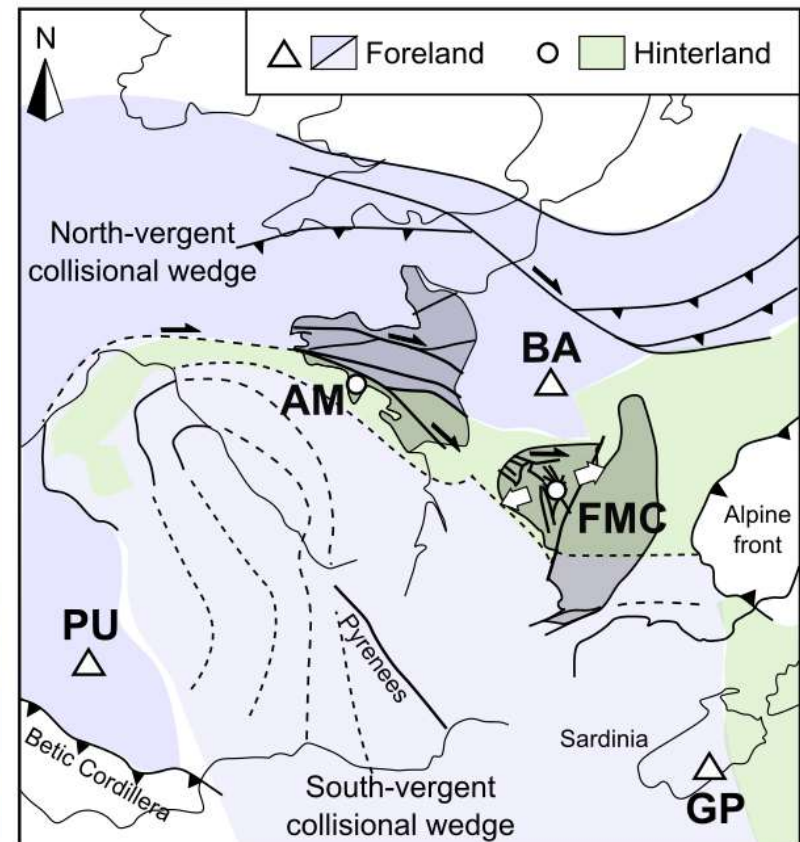 N
Foreland
Hinterland
North-vergent
collisional wedge
BA
AM
FMC
Alpine
front
PU
Pyrenees
Betic Cordillera
Sardinia
GP
South-vergent
collisional wedge